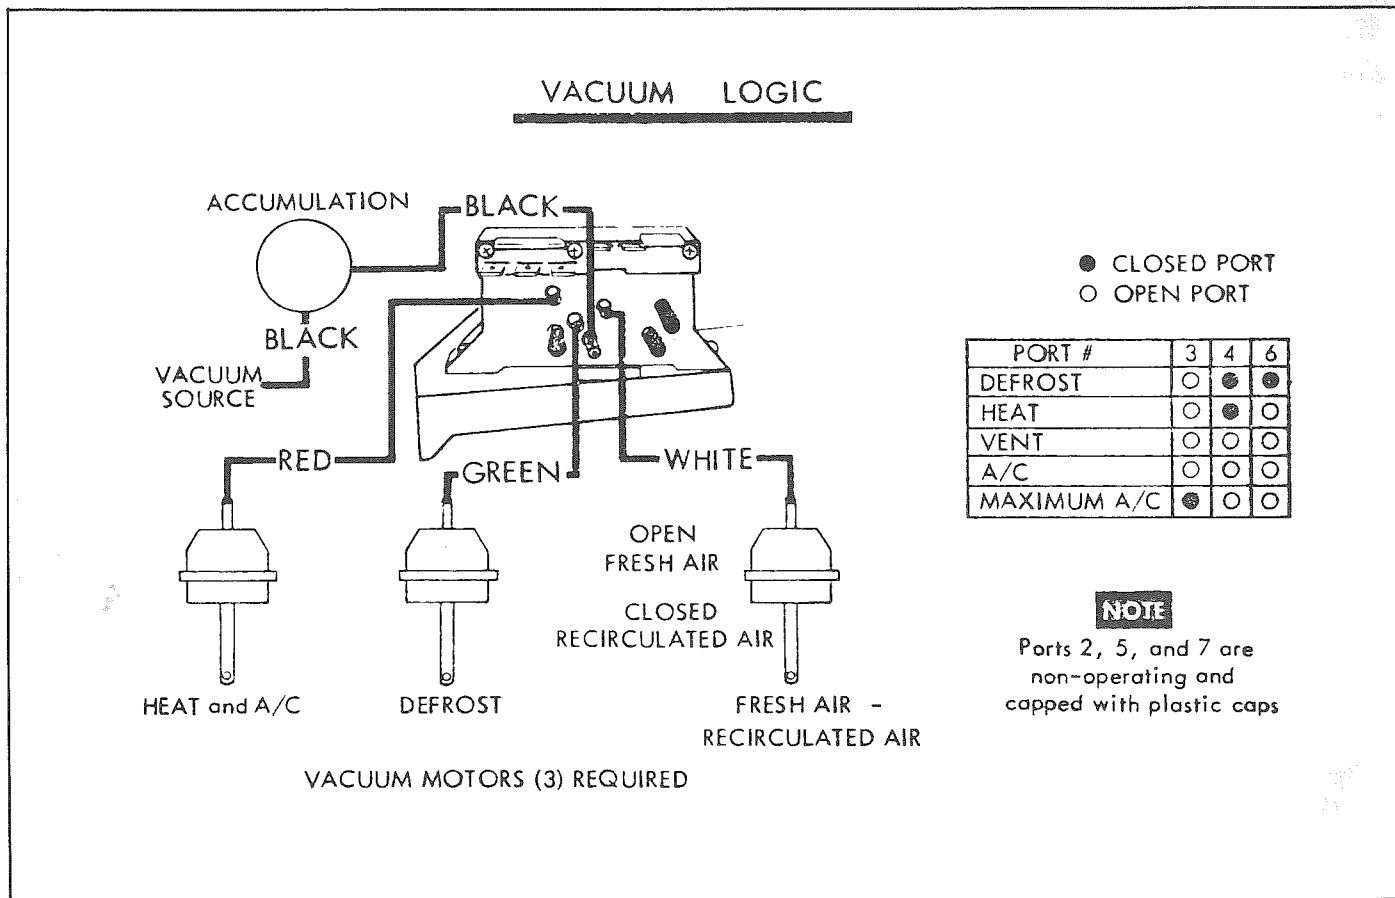 VACUUM LOGIC
ACCUMULATION
BLACK
BLACK
VACUUM
SOURCE
RED
GREEN
WHITE
● CLOSED PORT
○ OPEN PORT
PORT # 3 4 6
DEFROST ○ ● ●
HEAT ○ ● ○
VENT ○ ○ ○
A/C ○ ○ ○
MAXIMUM A/C ● ○ ○
OPEN
FRESH AIR
CLOSED
RECIRCULATED AIR
HEAT and A/C
DEFROST
FRESH AIR -
RECIRCULATED AIR
VACUUM MOTORS (3) REQUIRED
NOTE
Ports 2, 5, and 7 are
non-operating and
capped with plastic caps